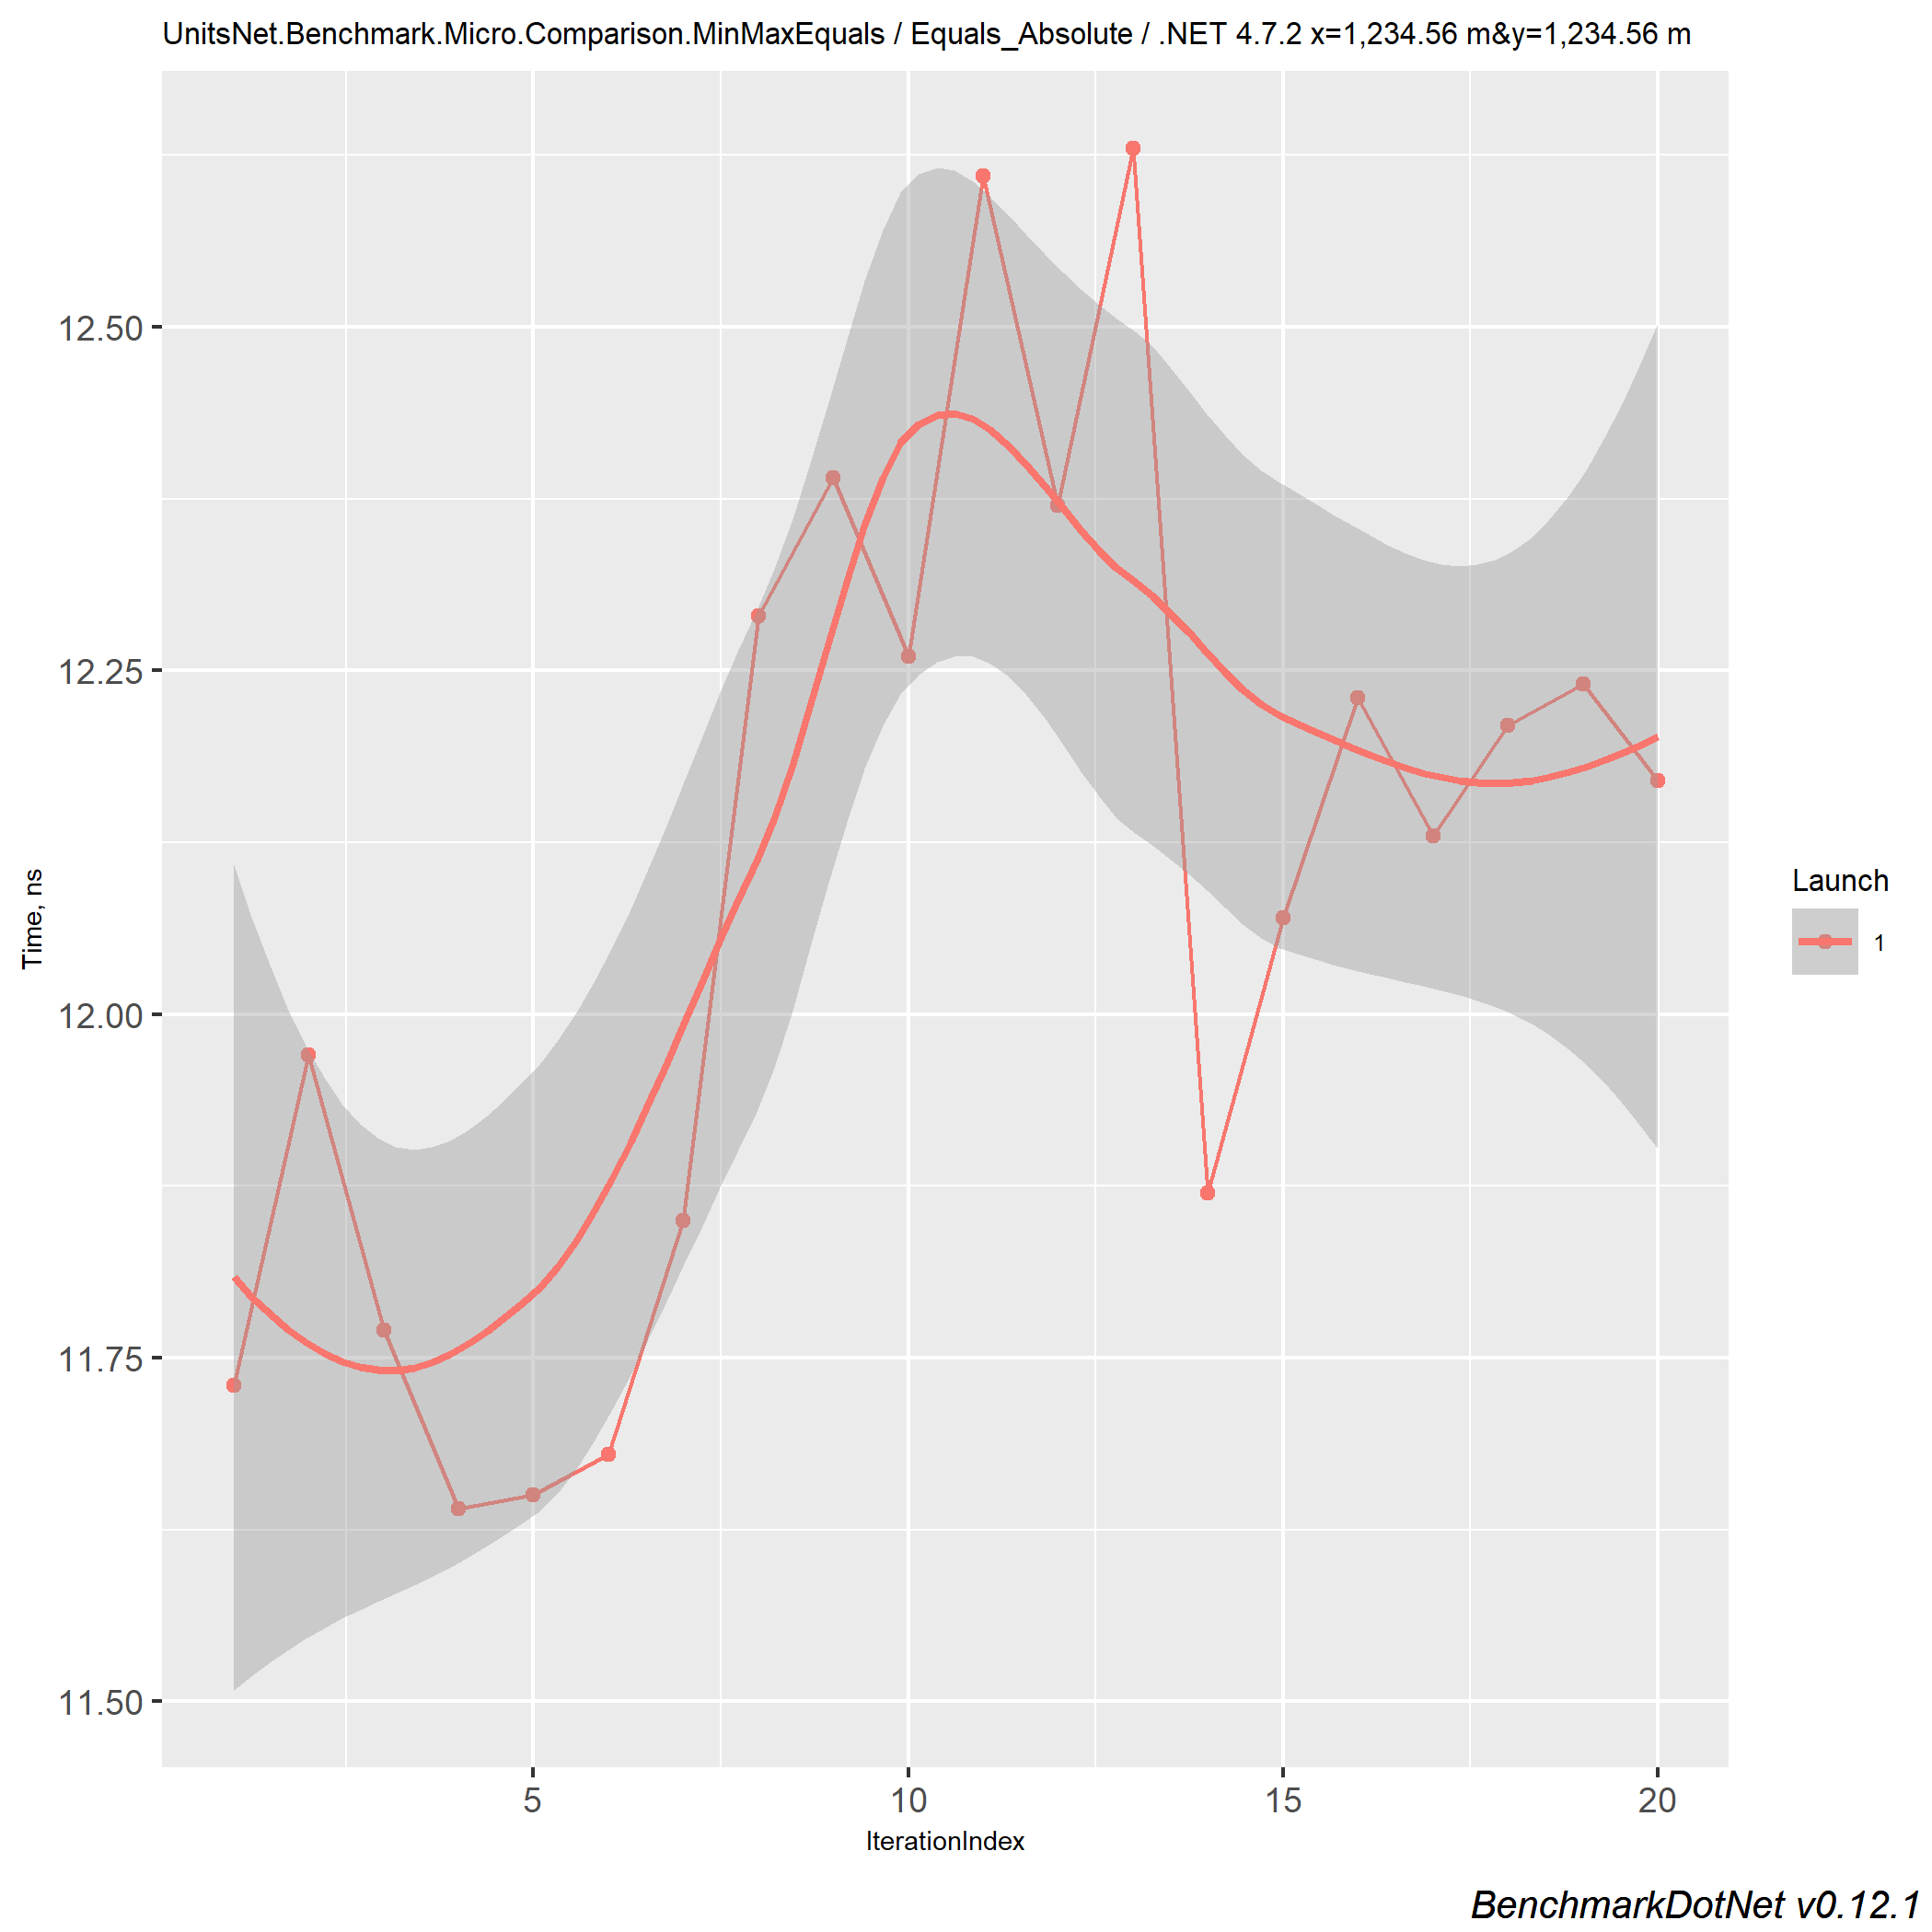 UnitsNet.Benchmark.Micro.Comparison.MinMaxEquals / Equals_Absolute / .NET 4.7.2 x=1,234.56 m&y=1,234.56 m
12.50
12.25
12.00
11.75
11.50
Time, ns
5
10
15
20
IterationIndex
Launch
1
BenchmarkDotNet v0.12.1